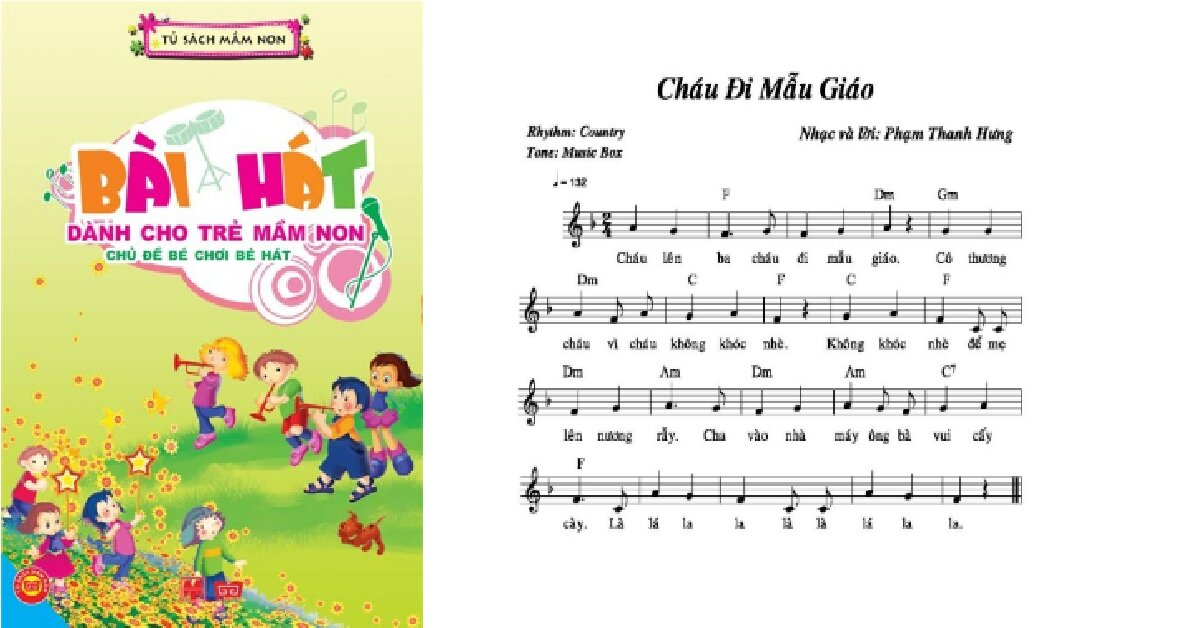 TỦ SÁCH MẦM NON
BÀI HÁT
DÀNH CHO TRẺ MẦM NON
CHỦ ĐỀ BÉ CHƠI BÉ HÁT
Cháu Đi Mẫu Giáo
Rhythm: Country
Nhạc và lời: Phạm Thanh Hưng
Tone: Music Box
♩= 132
F Dm Gm
2
4
Cháu lên ba cháu đi mẫu giáo. Cô thương
Dm C F C F
cháu vì cháu không khóc nhè. Không khóc nhè để mẹ
Dm Am Dm Am C7
lên nương rẫy. Cha vào nhà máy ông bà vui cấy
F
cày. Là lá la la là là lá la la.